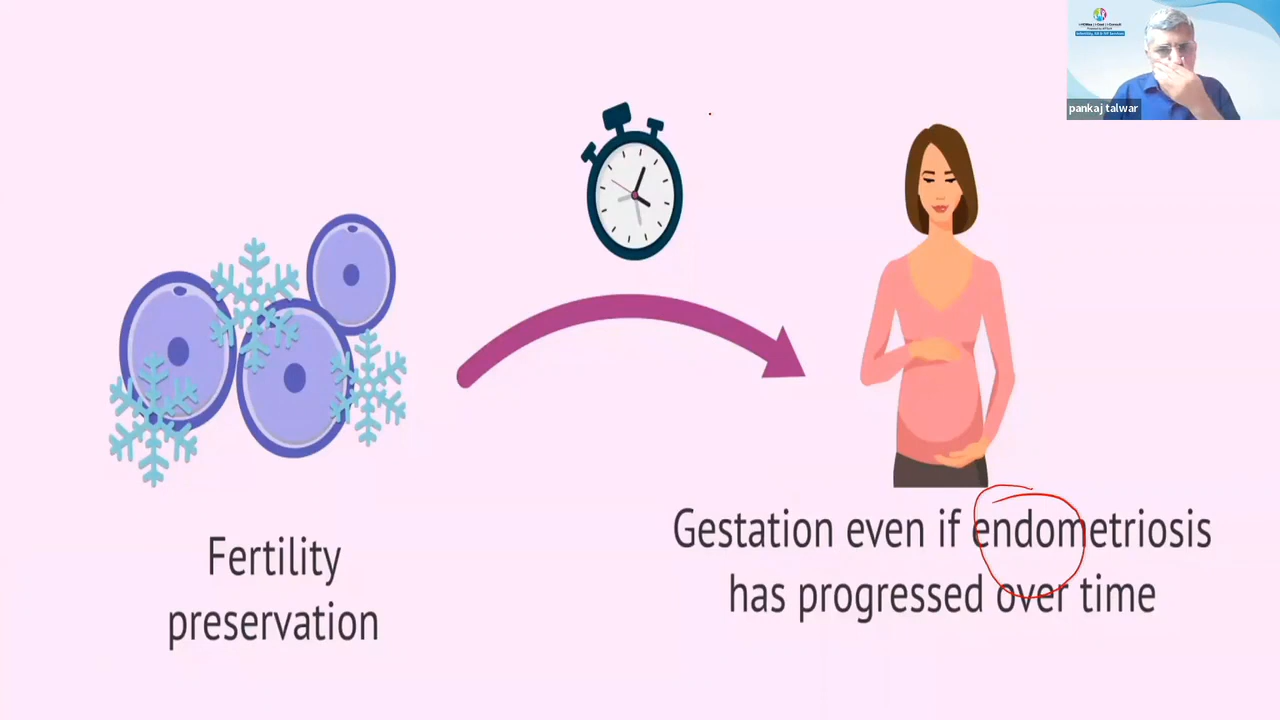 pankaj talwar
Fertility
preservation
Gestation even if endometriosis
has progressed over time